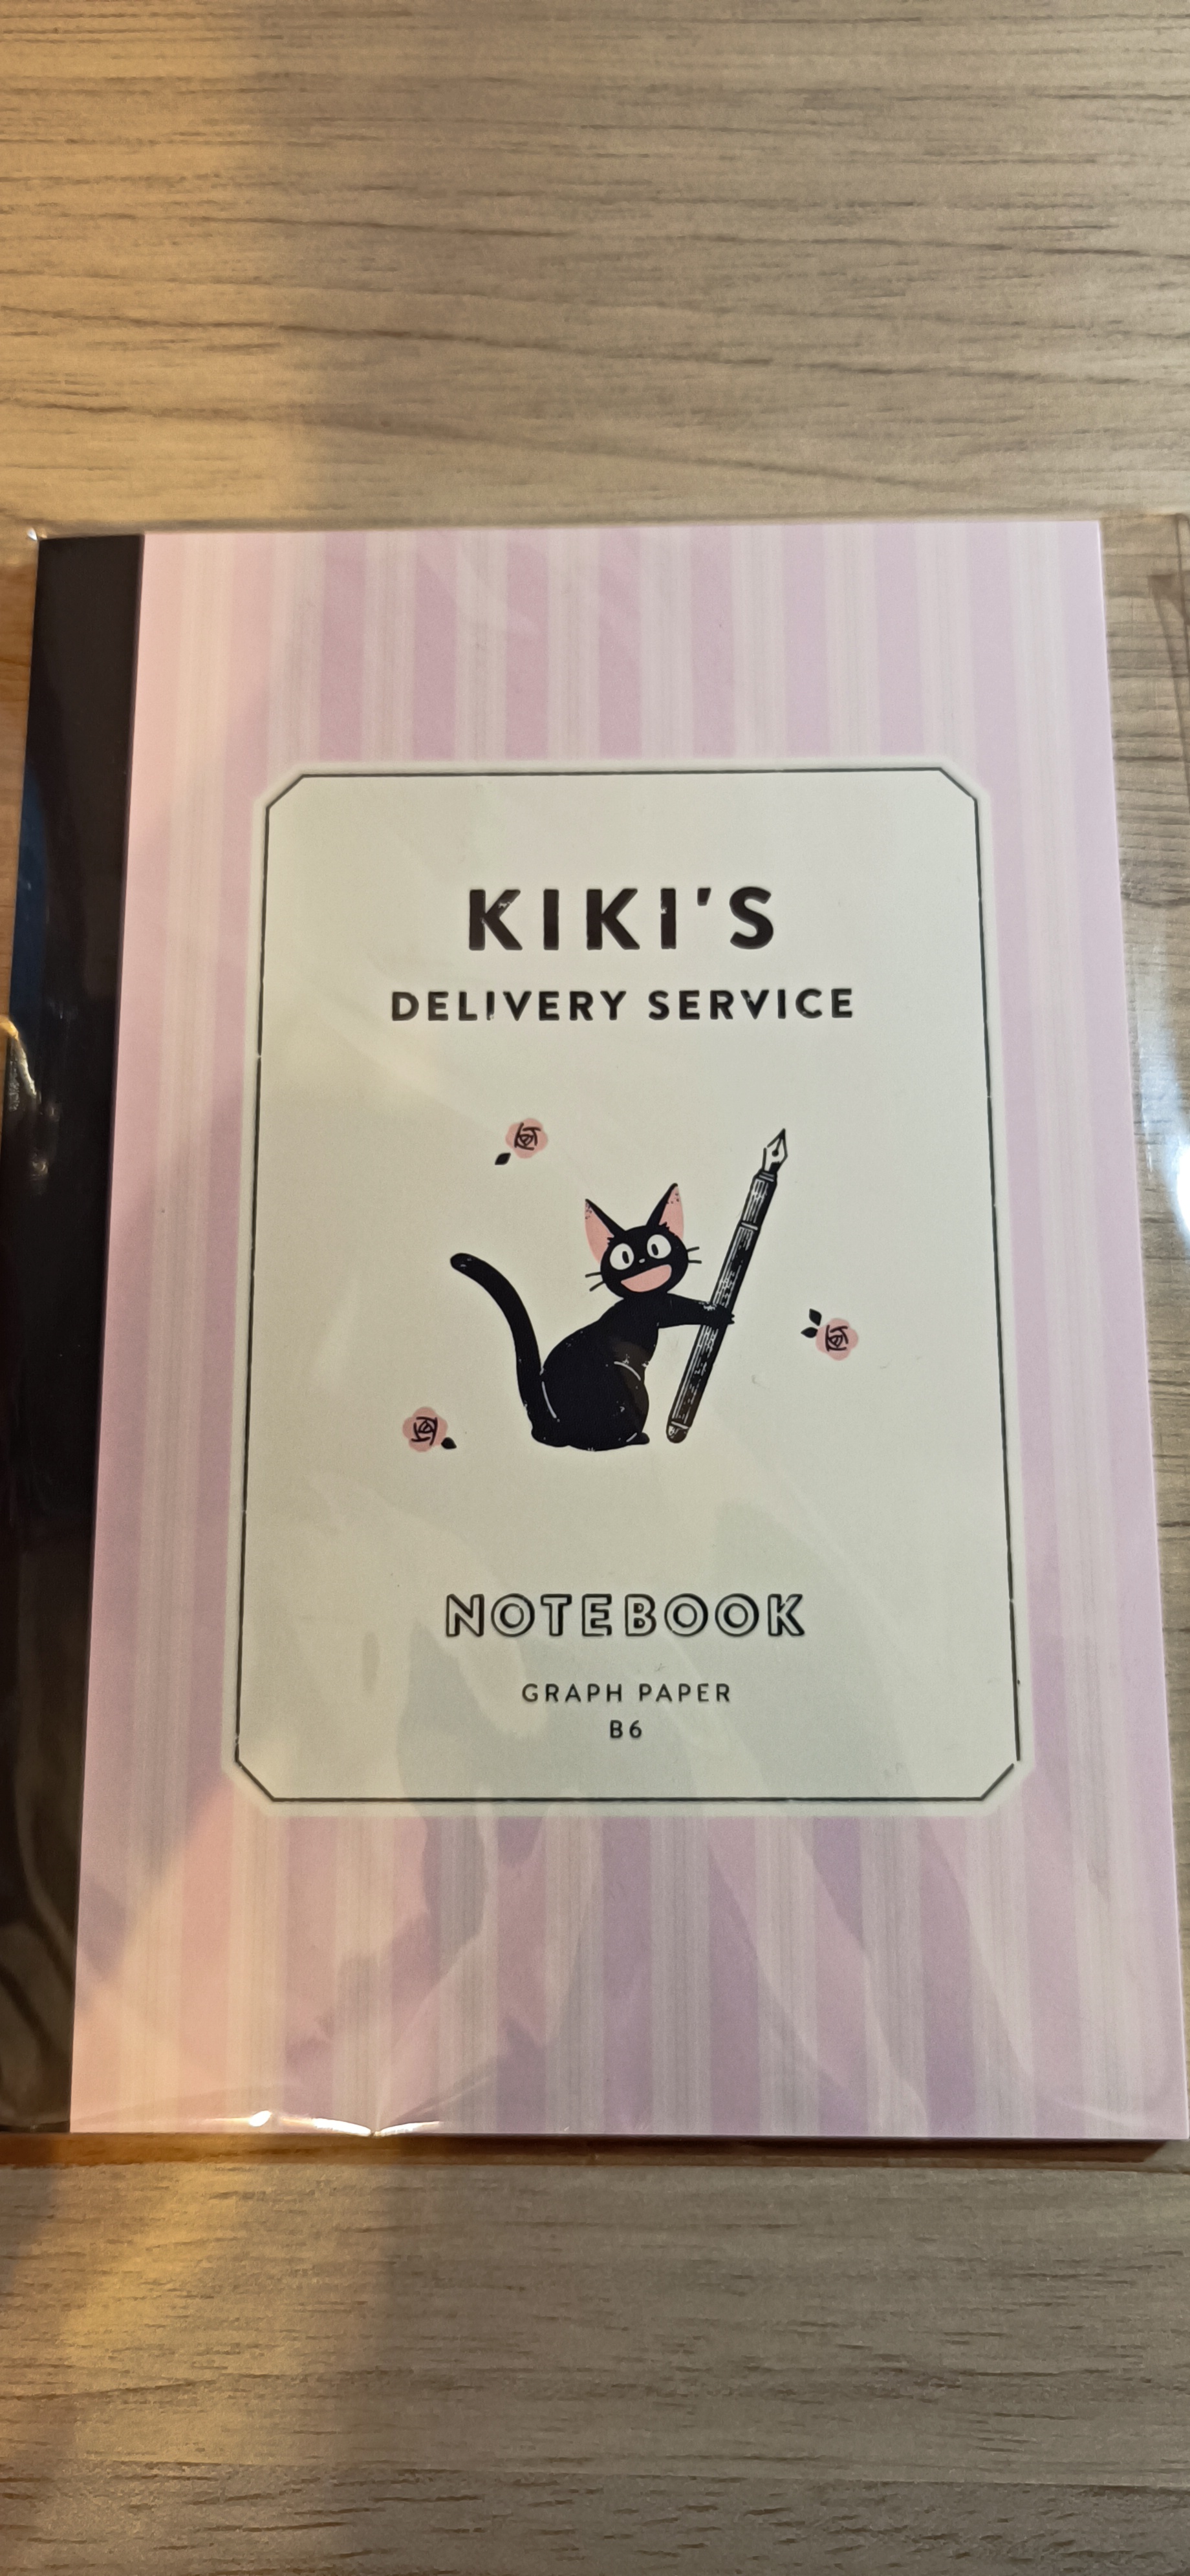 KIKI'S
DELIVERY SERVICE
NOTEBOOK
GRAPH PAPER
B6